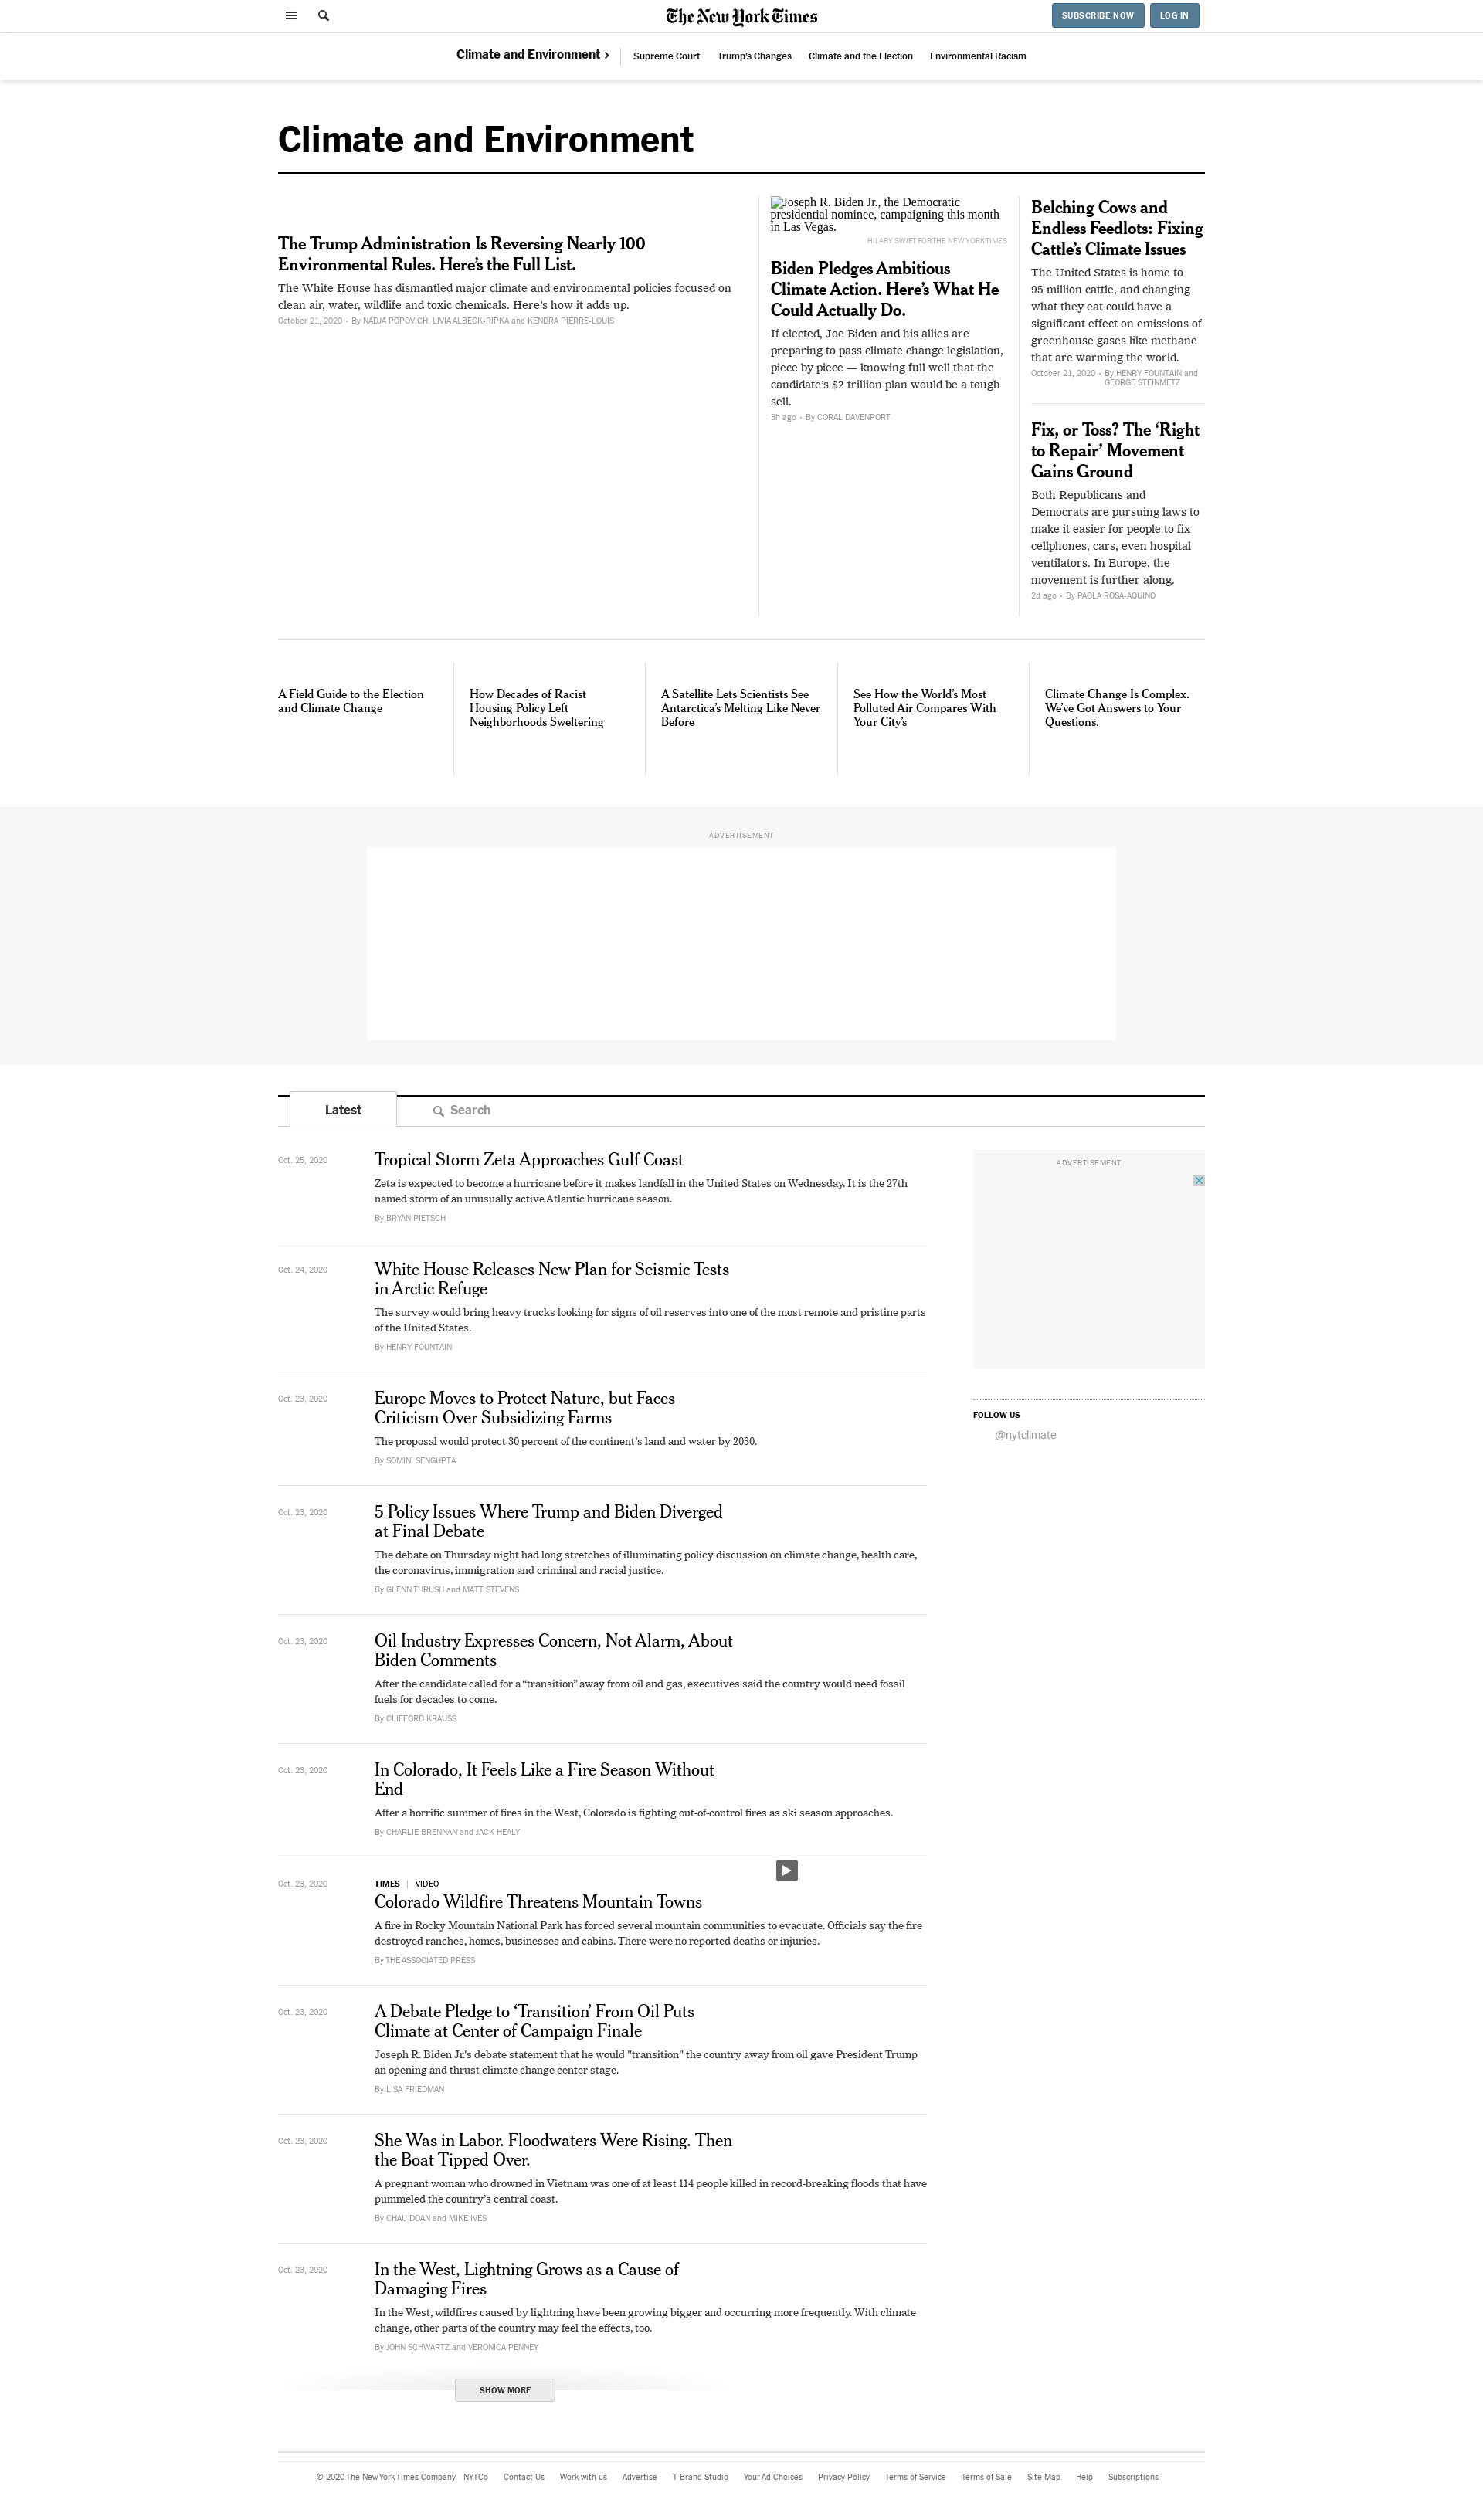 The New York Times
SUBSCRIBE NOW
LOG IN
Climate and Environment ›
Supreme Court
Trump's Changes
Climate and the Election
Environmental Racism
Climate and Environment
The Trump Administration Is Reversing Nearly 100
Environmental Rules. Here's the Full List.
The White House has dismantled major climate and environmental policies focused on
clean air, water, wildlife and toxic chemicals. Here's how it adds up.
October 21, 2020 • By NADJA POPOVICH, LIVIA ALBECK-RIPKA and KENDRA PIERRE-LOUIS
Joseph R. Biden Jr., the Democratic
presidential nominee, campaigning this month
in Las Vegas.
HILARY SWIFT FOR THE NEW YORK TIMES
Biden Pledges Ambitious
Climate Action. Here's What He
Could Actually Do.
If elected, Joe Biden and his allies are
preparing to pass climate change legislation,
piece by piece — knowing full well that the
candidate's $2 trillion plan would be a tough
sell.
3h ago • By CORAL DAVENPORT
Belching Cows and
Endless Feedlots: Fixing
Cattle's Climate Issues
The United States is home to
95 million cattle, and changing
what they eat could have a
significant effect on emissions of
greenhouse gases like methane
that are warming the world.
October 21, 2020 • By HENRY FOUNTAIN and
GEORGE STEINMETZ
Fix, or Toss? The 'Right
to Repair' Movement
Gains Ground
Both Republicans and
Democrats are pursuing laws to
make it easier for people to fix
cellphones, cars, even hospital
ventilators. In Europe, the
movement is further along.
2d ago • By PAOLA ROSA-AQUINO
A Field Guide to the Election
and Climate Change
How Decades of Racist
Housing Policy Left
Neighborhoods Sweltering
A Satellite Lets Scientists See
Antarctica's Melting Like Never
Before
See How the World's Most
Polluted Air Compares With
Your City's
Climate Change Is Complex.
We've Got Answers to Your
Questions.
ADVERTISEMENT
Latest
Search
Oct. 25, 2020
Tropical Storm Zeta Approaches Gulf Coast
Zeta is expected to become a hurricane before it makes landfall in the United States on Wednesday. It is the 27th
named storm of an unusually active Atlantic hurricane season.
By BRYAN PIETSCH
Oct. 24, 2020
White House Releases New Plan for Seismic Tests
in Arctic Refuge
The survey would bring heavy trucks looking for signs of oil reserves into one of the most remote and pristine parts
of the United States.
By HENRY FOUNTAIN
Oct. 23, 2020
Europe Moves to Protect Nature, but Faces
Criticism Over Subsidizing Farms
The proposal would protect 30 percent of the continent's land and water by 2030.
By SOMINI SENGUPTA
Oct. 23, 2020
5 Policy Issues Where Trump and Biden Diverged
at Final Debate
The debate on Thursday night had long stretches of illuminating policy discussion on climate change, health care,
the coronavirus, immigration and criminal and racial justice.
By GLENN THRUSH and MATT STEVENS
Oct. 23, 2020
Oil Industry Expresses Concern, Not Alarm, About
Biden Comments
After the candidate called for a “transition” away from oil and gas, executives said the country would need fossil
fuels for decades to come.
By CLIFFORD KRAUSS
Oct. 23, 2020
In Colorado, It Feels Like a Fire Season Without
End
After a horrific summer of fires in the West, Colorado is fighting out-of-control fires as ski season approaches.
By CHARLIE BRENNAN and JACK HEALY
Oct. 23, 2020
TIMES | VIDEO
Colorado Wildfire Threatens Mountain Towns
A fire in Rocky Mountain National Park has forced several mountain communities to evacuate. Officials say the fire
destroyed ranches, homes, businesses and cabins. There were no reported deaths or injuries.
By THE ASSOCIATED PRESS
Oct. 23, 2020
A Debate Pledge to ‘Transition’ From Oil Puts
Climate at Center of Campaign Finale
Joseph R. Biden Jr.'s debate statement that he would "transition" the country away from oil gave President Trump
an opening and thrust climate change center stage.
By LISA FRIEDMAN
Oct. 23, 2020
She Was in Labor. Floodwaters Were Rising. Then
the Boat Tipped Over.
A pregnant woman who drowned in Vietnam was one of at least 114 people killed in record-breaking floods that have
pummeled the country's central coast.
By CHAU DOAN and MIKE IVES
Oct. 23, 2020
In the West, Lightning Grows as a Cause of
Damaging Fires
In the West, wildfires caused by lightning have been growing bigger and occurring more frequently. With climate
change, other parts of the country may feel the effects, too.
By JOHN SCHWARTZ and VERONICA PENNEY
SHOW MORE
ADVERTISEMENT
FOLLOW US
@nytclimate
© 2020 The New York Times Company
NYTCo
Contact Us
Work with us
Advertise
T Brand Studio
Your Ad Choices
Privacy Policy
Terms of Service
Terms of Sale
Site Map
Help
Subscriptions